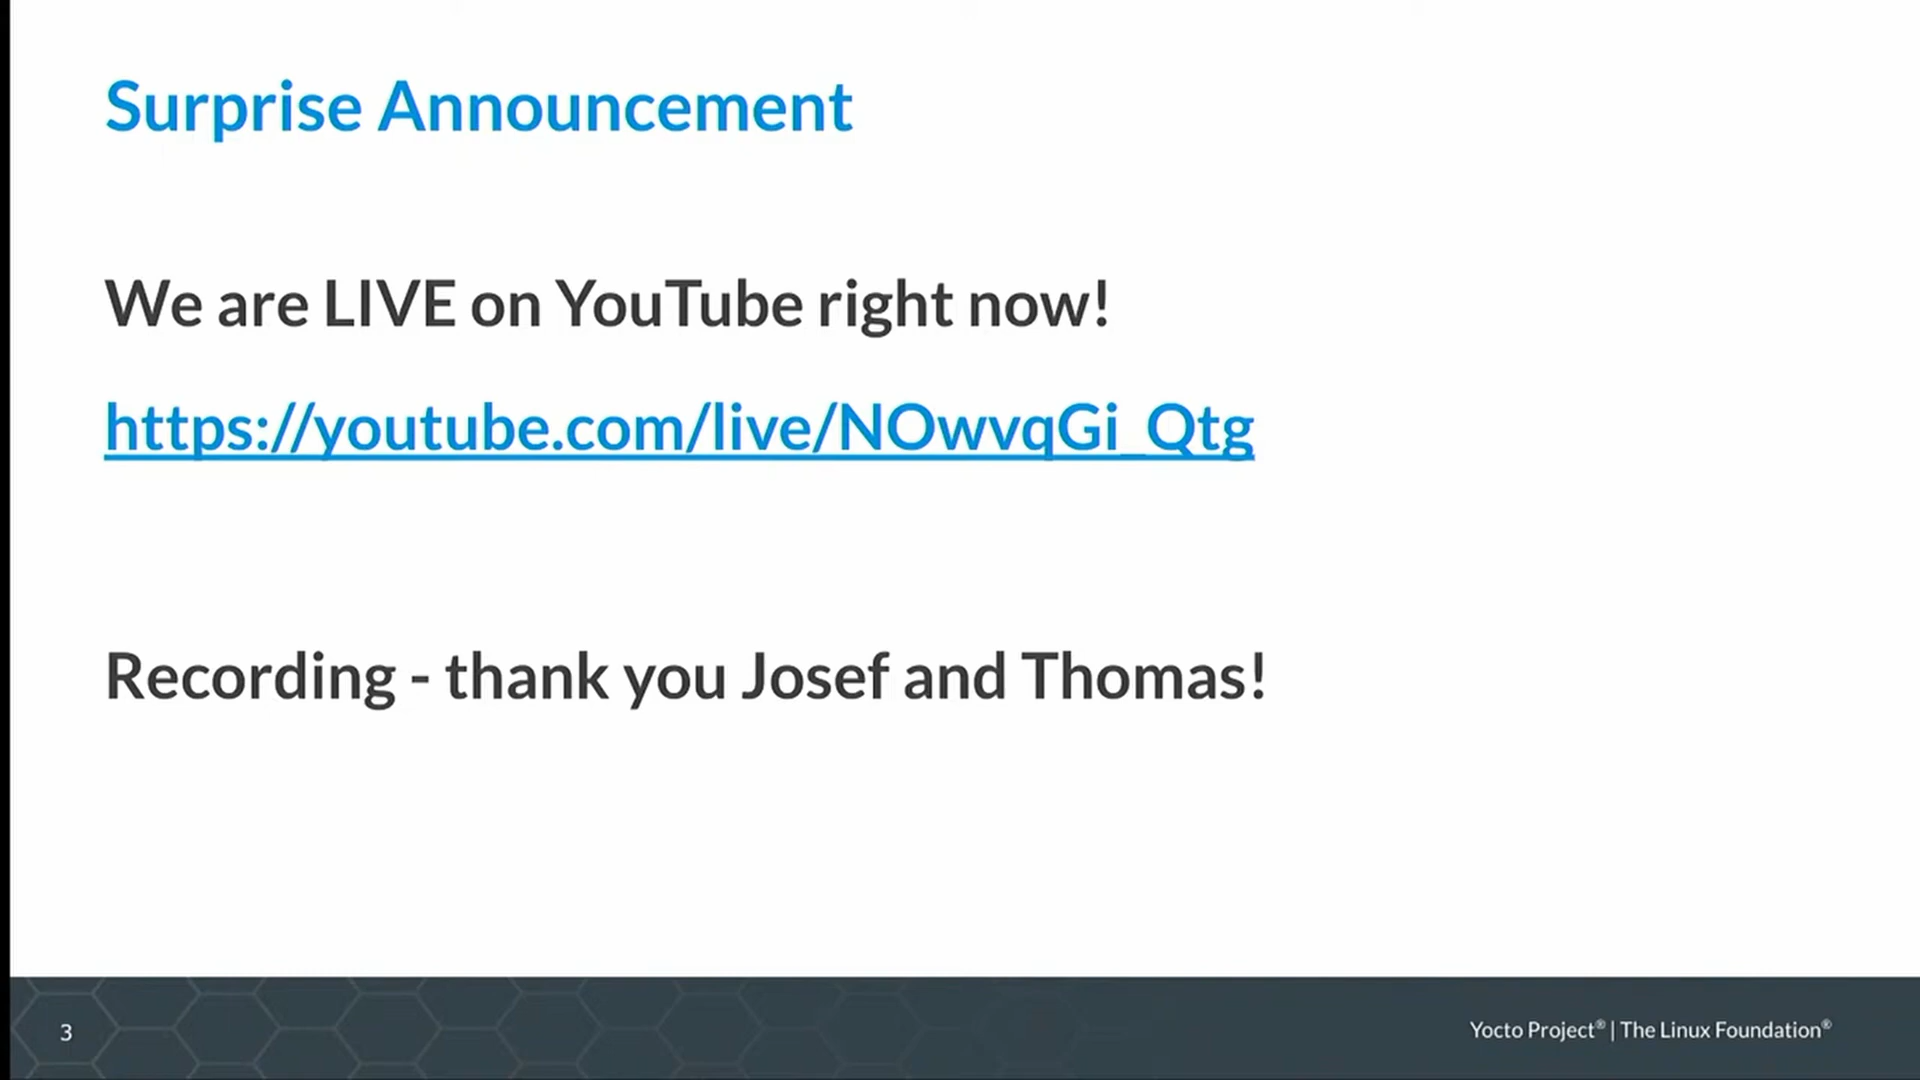 Surprise Announcement
We are LIVE on YouTube right now!
https://youtube.com/live/NOwvqGi_Qtg
Recording - thank you Josef and Thomas!
3
Yocto Project® | The Linux Foundation®